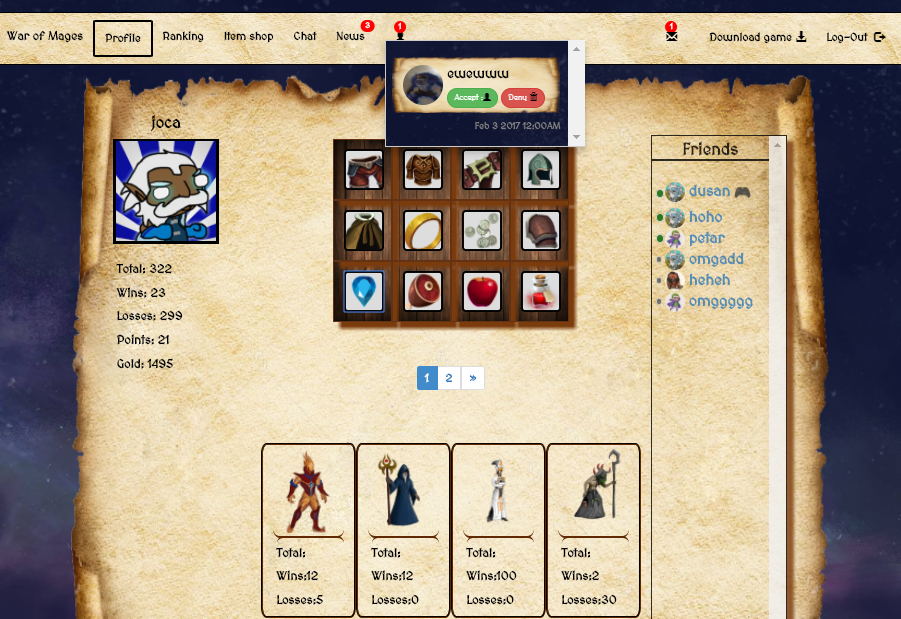 War of Mages Profile Ranking Item shop Chat News 3 1 1 Download game Log-Out
ewewww
Accept Deny
Feb 3 2017 12:00AM
joca
Total: 322
Wins: 23
Losses: 299
Points: 21
Gold: 1495
1 2 »
Total:
Wins:12
Losses:5
Total:
Wins:12
Losses:0
Total:
Wins:100
Losses:0
Total:
Wins:2
Losses:30
Friends
dusan
hoho
petar
omgadd
heheh
omggggg